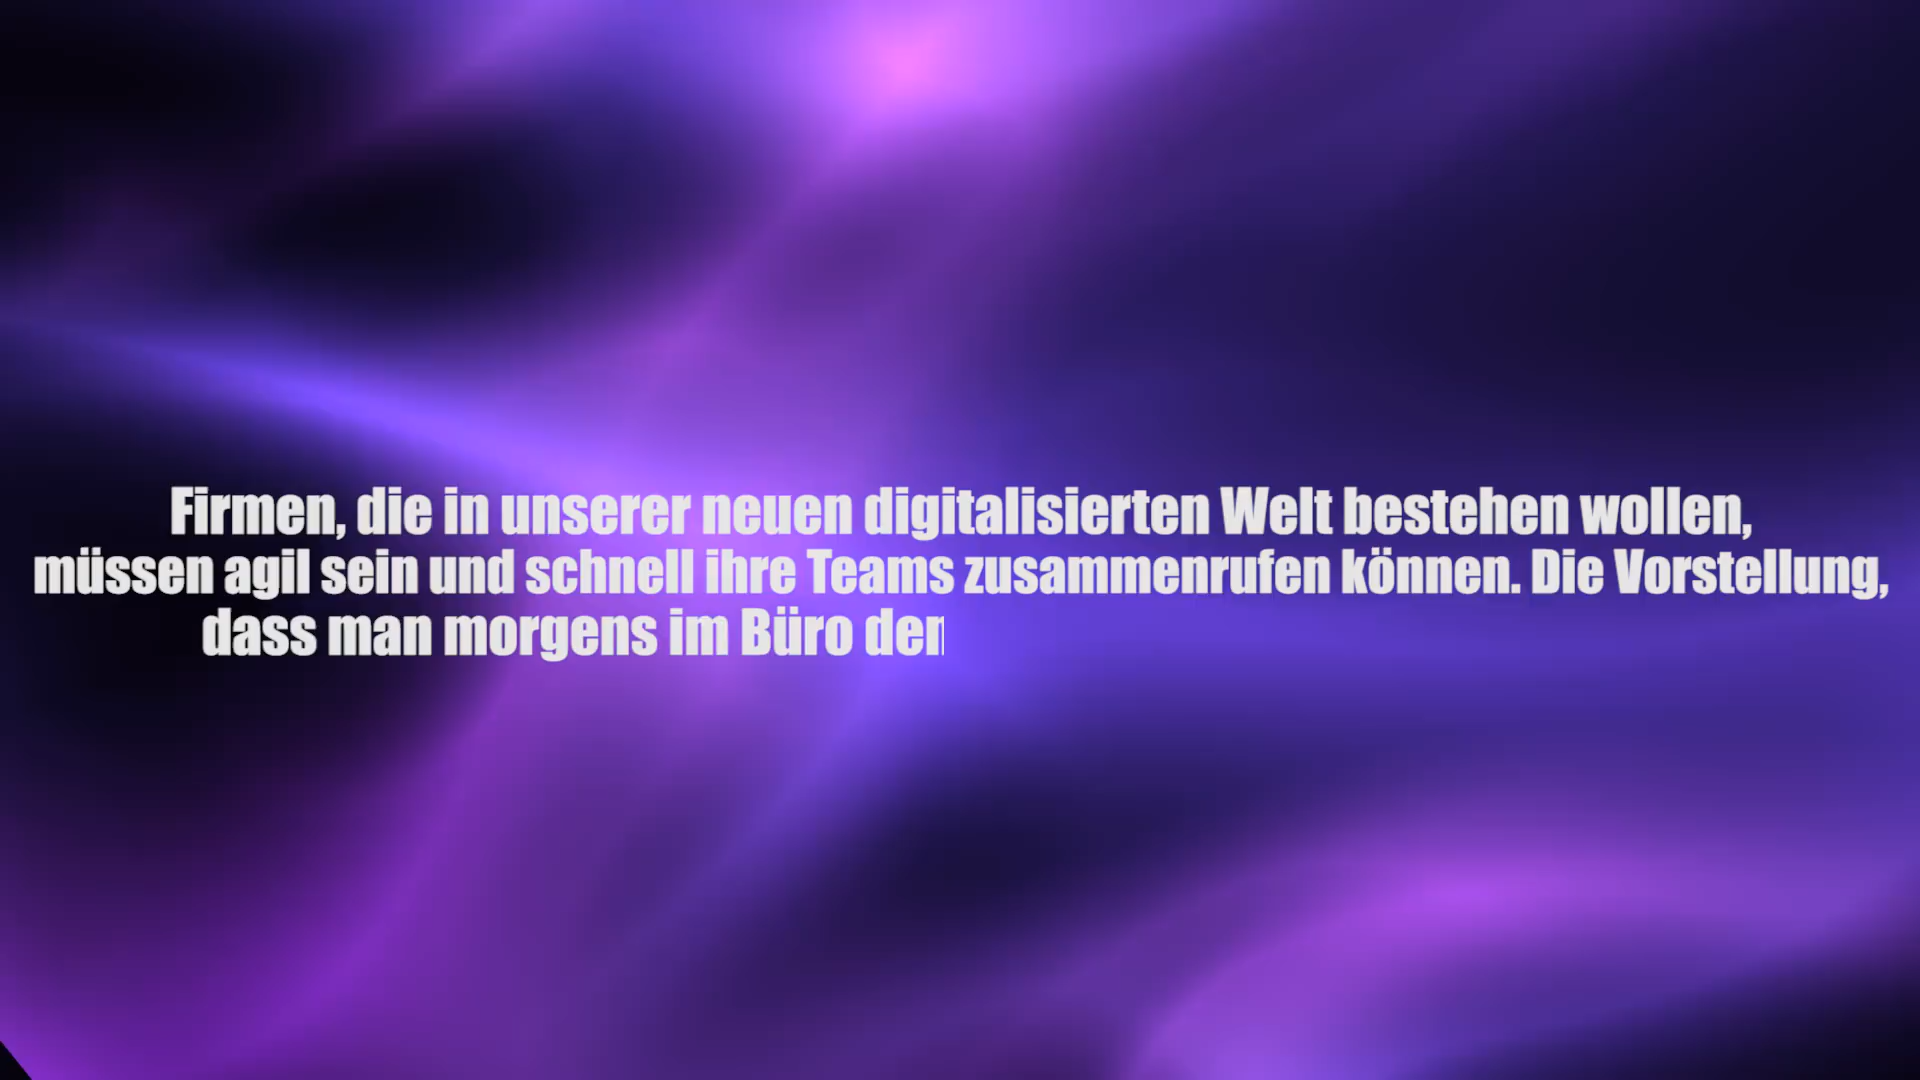 Firmen, die in unserer neuen digitalisierten Welt bestehen wollen,
müssen agil sein und schnell ihre Teams zusammenrufen können. Die Vorstellung,
dass man morgens im Büro